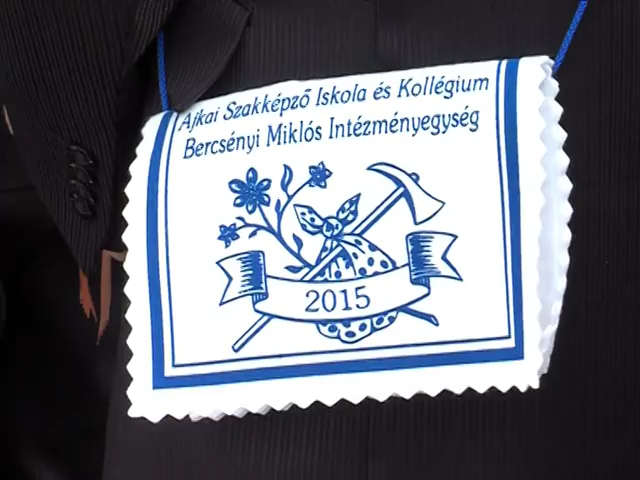 Ajkai Szakképző Iskola és Kollégium
Bercsényi Miklós Intézményegység
2015